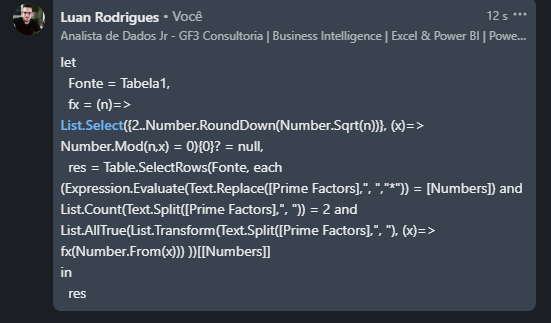 Luan Rodrigues • Você
12 s ···
Analista de Dados Jr - GF3 Consultoria | Business Intelligence | Excel & Power BI | Powe...
let
Fonte = Tabela1,
fx = (n)=>
List.Select({2..Number.RoundDown(Number.Sqrt(n))}, (x)=>
Number.Mod(n,x) = 0){0}? = null,
res = Table.SelectRows(Fonte, each
(Expression.Evaluate(Text.Replace([Prime Factors],", ","*")) = [Numbers]) and
List.Count(Text.Split([Prime Factors],", ")) = 2 and
List.AllTrue(List.Transform(Text.Split([Prime Factors],", "), (x)=>
fx(Number.From(x))) ))[[Numbers]]
in
res